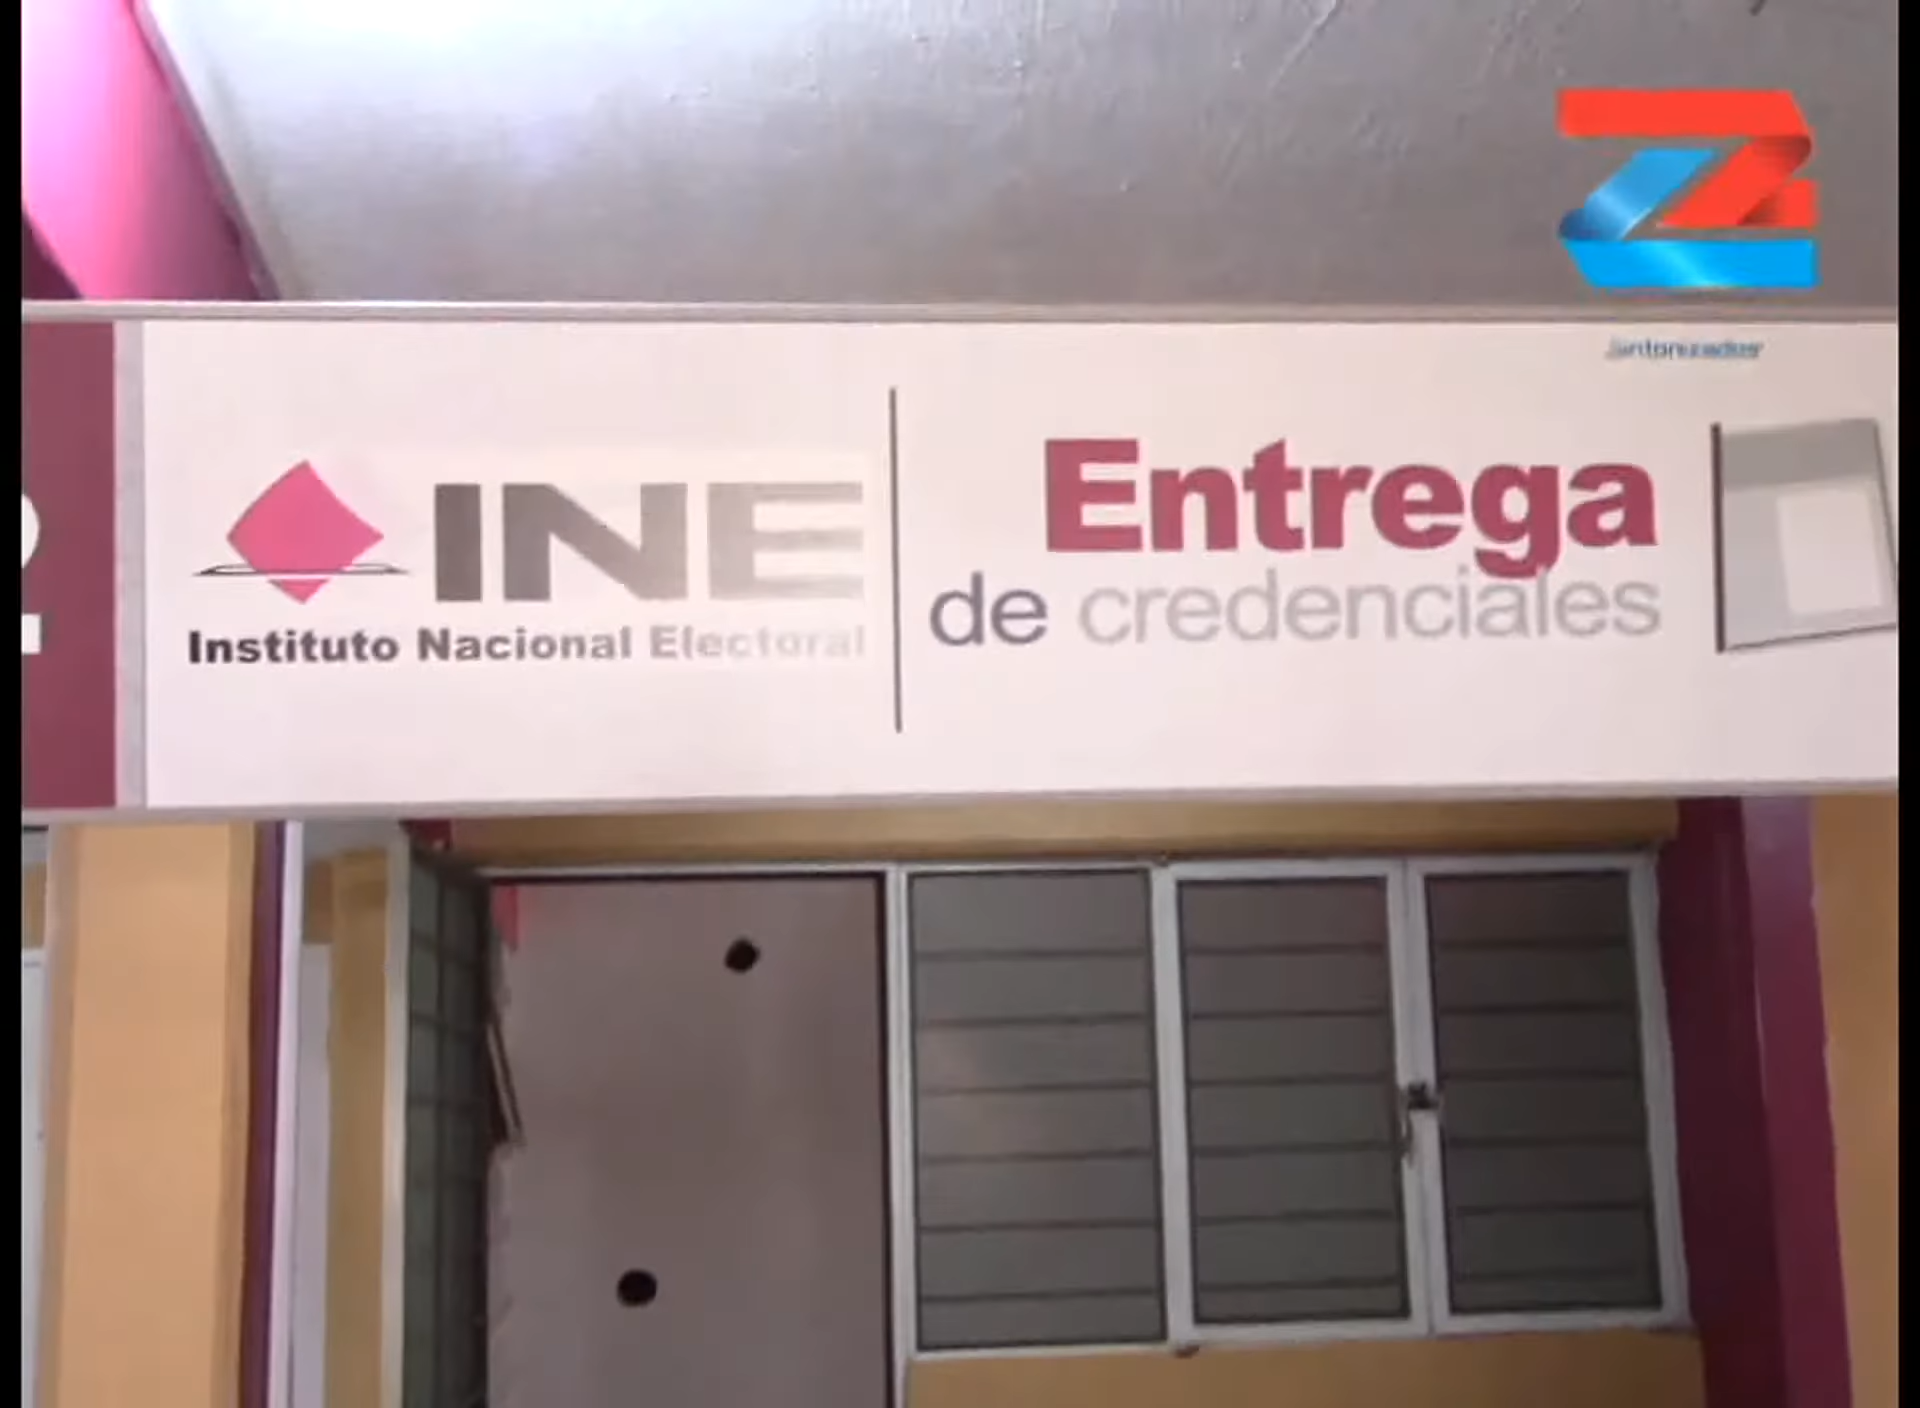 INE
Instituto Nacional Electoral
Entrega
de credenciales